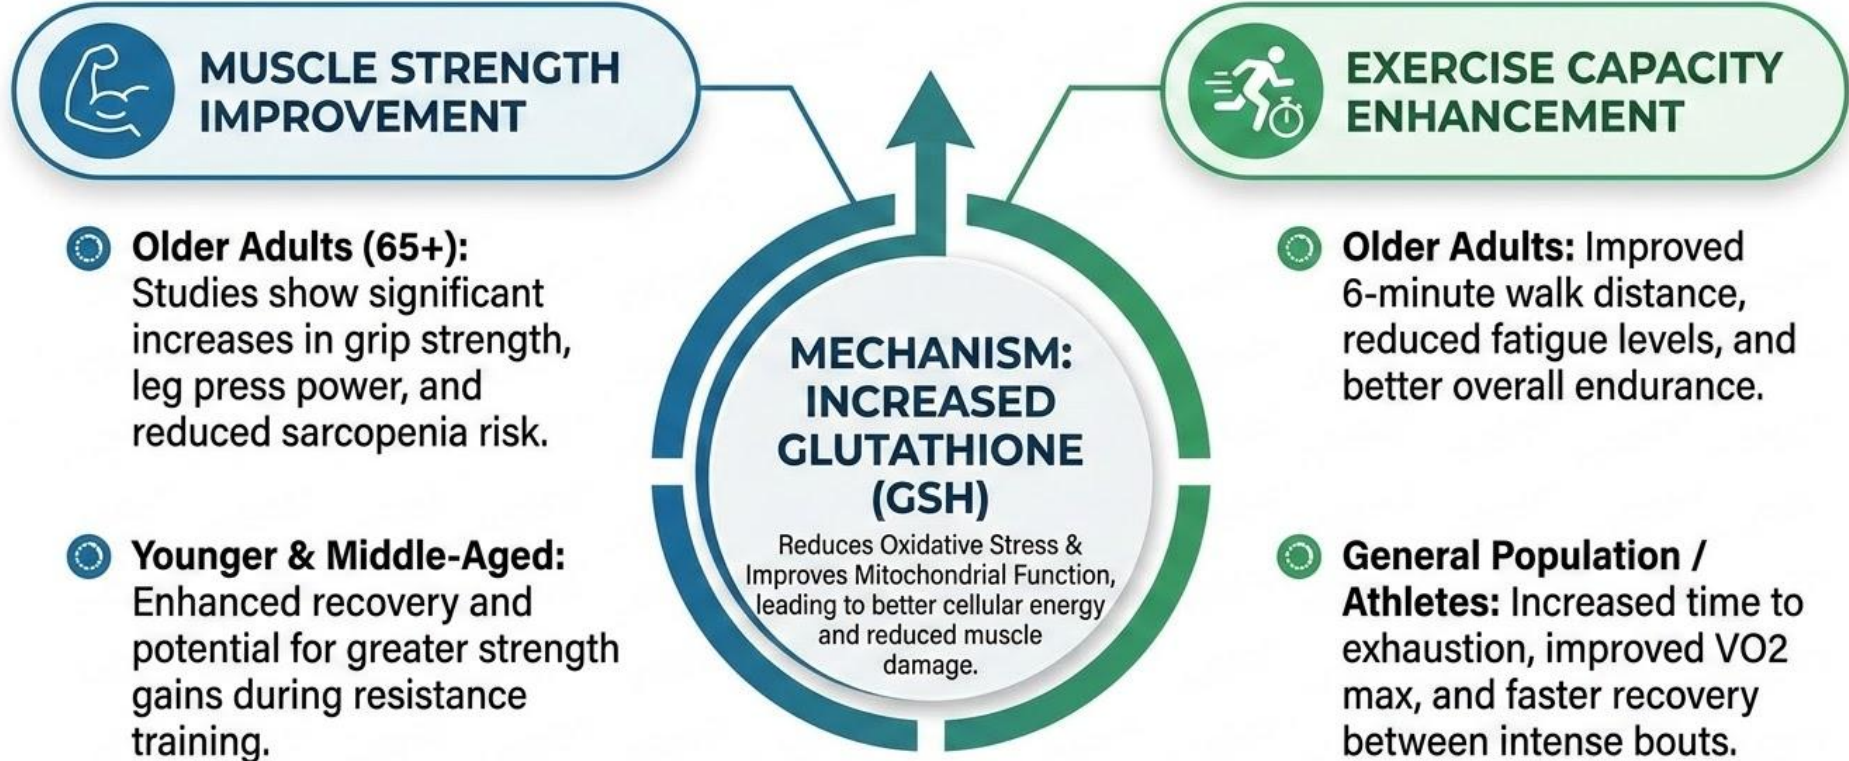 MUSCLE STRENGTH
IMPROVEMENT
Older Adults (65+):
Studies show significant
increases in grip strength,
leg press power, and
reduced sarcopenia risk.
Younger & Middle-Aged:
Enhanced recovery and
potential for greater strength
gains during resistance
training.
MECHANISM:
INCREASED
GLUTATHIONE
(GSH)
Reduces Oxidative Stress &
Improves Mitochondrial Function,
leading to better cellular energy
and reduced muscle
damage.
EXERCISE CAPACITY
ENHANCEMENT
Older Adults: Improved
6-minute walk distance,
reduced fatigue levels, and
better overall endurance.
General Population /
Athletes: Increased time to
exhaustion, improved VO2
max, and faster recovery
between intense bouts.